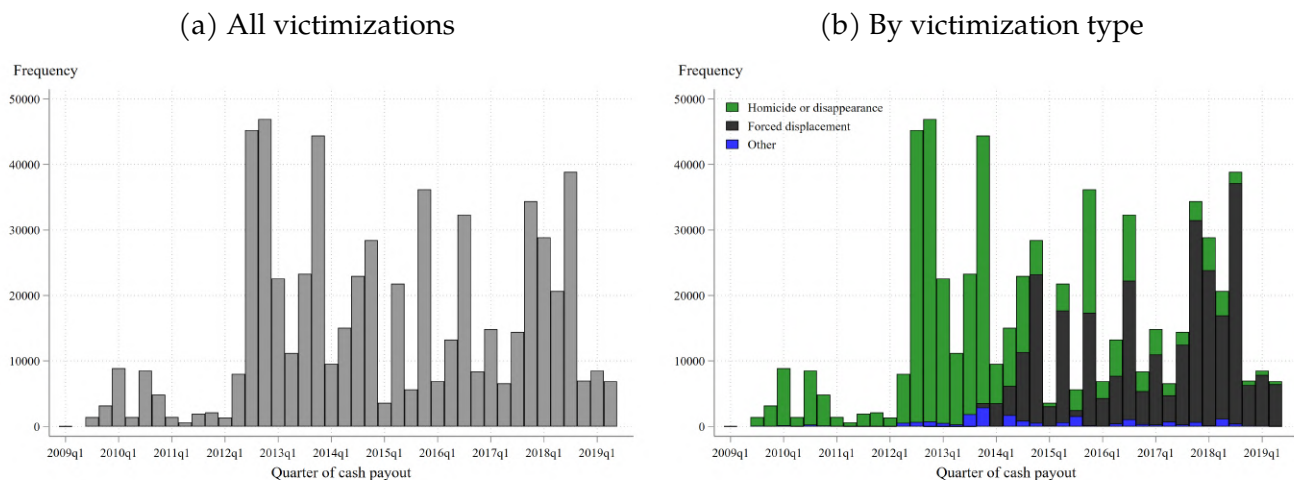 (a) All victimizations
Frequency
50000
40000
30000
20000
10000
0
2009q1 2010q1 2011q1 2012q1 2013q1 2014q1 2015q1 2016q1 2017q1 2018q1 2019q1
Quarter of cash payout
(b) By victimization type
Frequency
50000
40000
30000
20000
10000
0
Homicide or disappearance
Forced displacement
Other
2009q1 2010q1 2011q1 2012q1 2013q1 2014q1 2015q1 2016q1 2017q1 2018q1 2019q1
Quarter of cash payout